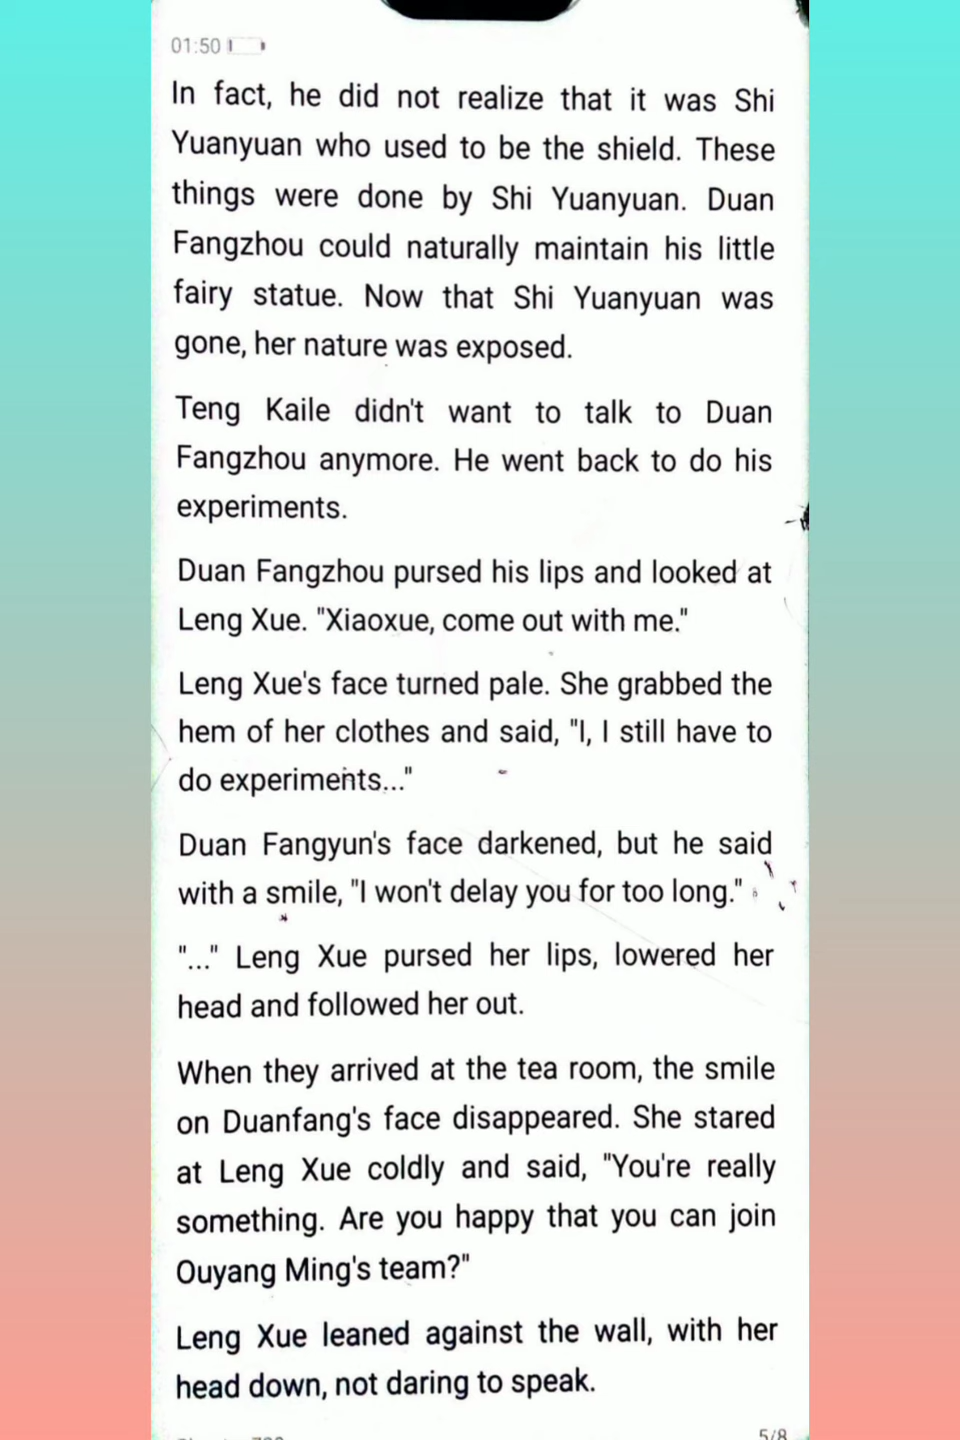 01:50
In fact, he did not realize that it was Shi
Yuanyuan who used to be the shield. These
things were done by Shi Yuanyuan. Duan
Fangzhou could naturally maintain his little
fairy statue. Now that Shi Yuanyuan was
gone, her nature was exposed.
Teng Kaile didn't want to talk to Duan
Fangzhou anymore. He went back to do his
experiments.
Duan Fangzhou pursed his lips and looked at
Leng Xue. "Xiaoxue, come out with me."
Leng Xue's face turned pale. She grabbed the
hem of her clothes and said, "I, I still have to
do experiments..."
Duan Fangyun's face darkened, but he said
with a smile, "I won't delay you for too long."
"..." Leng Xue pursed her lips, lowered her
head and followed her out.
When they arrived at the tea room, the smile
on Duanfang's face disappeared. She stared
at Leng Xue coldly and said, "You're really
something. Are you happy that you can join
Ouyang Ming's team?"
Leng Xue leaned against the wall, with her
head down, not daring to speak.
5/8